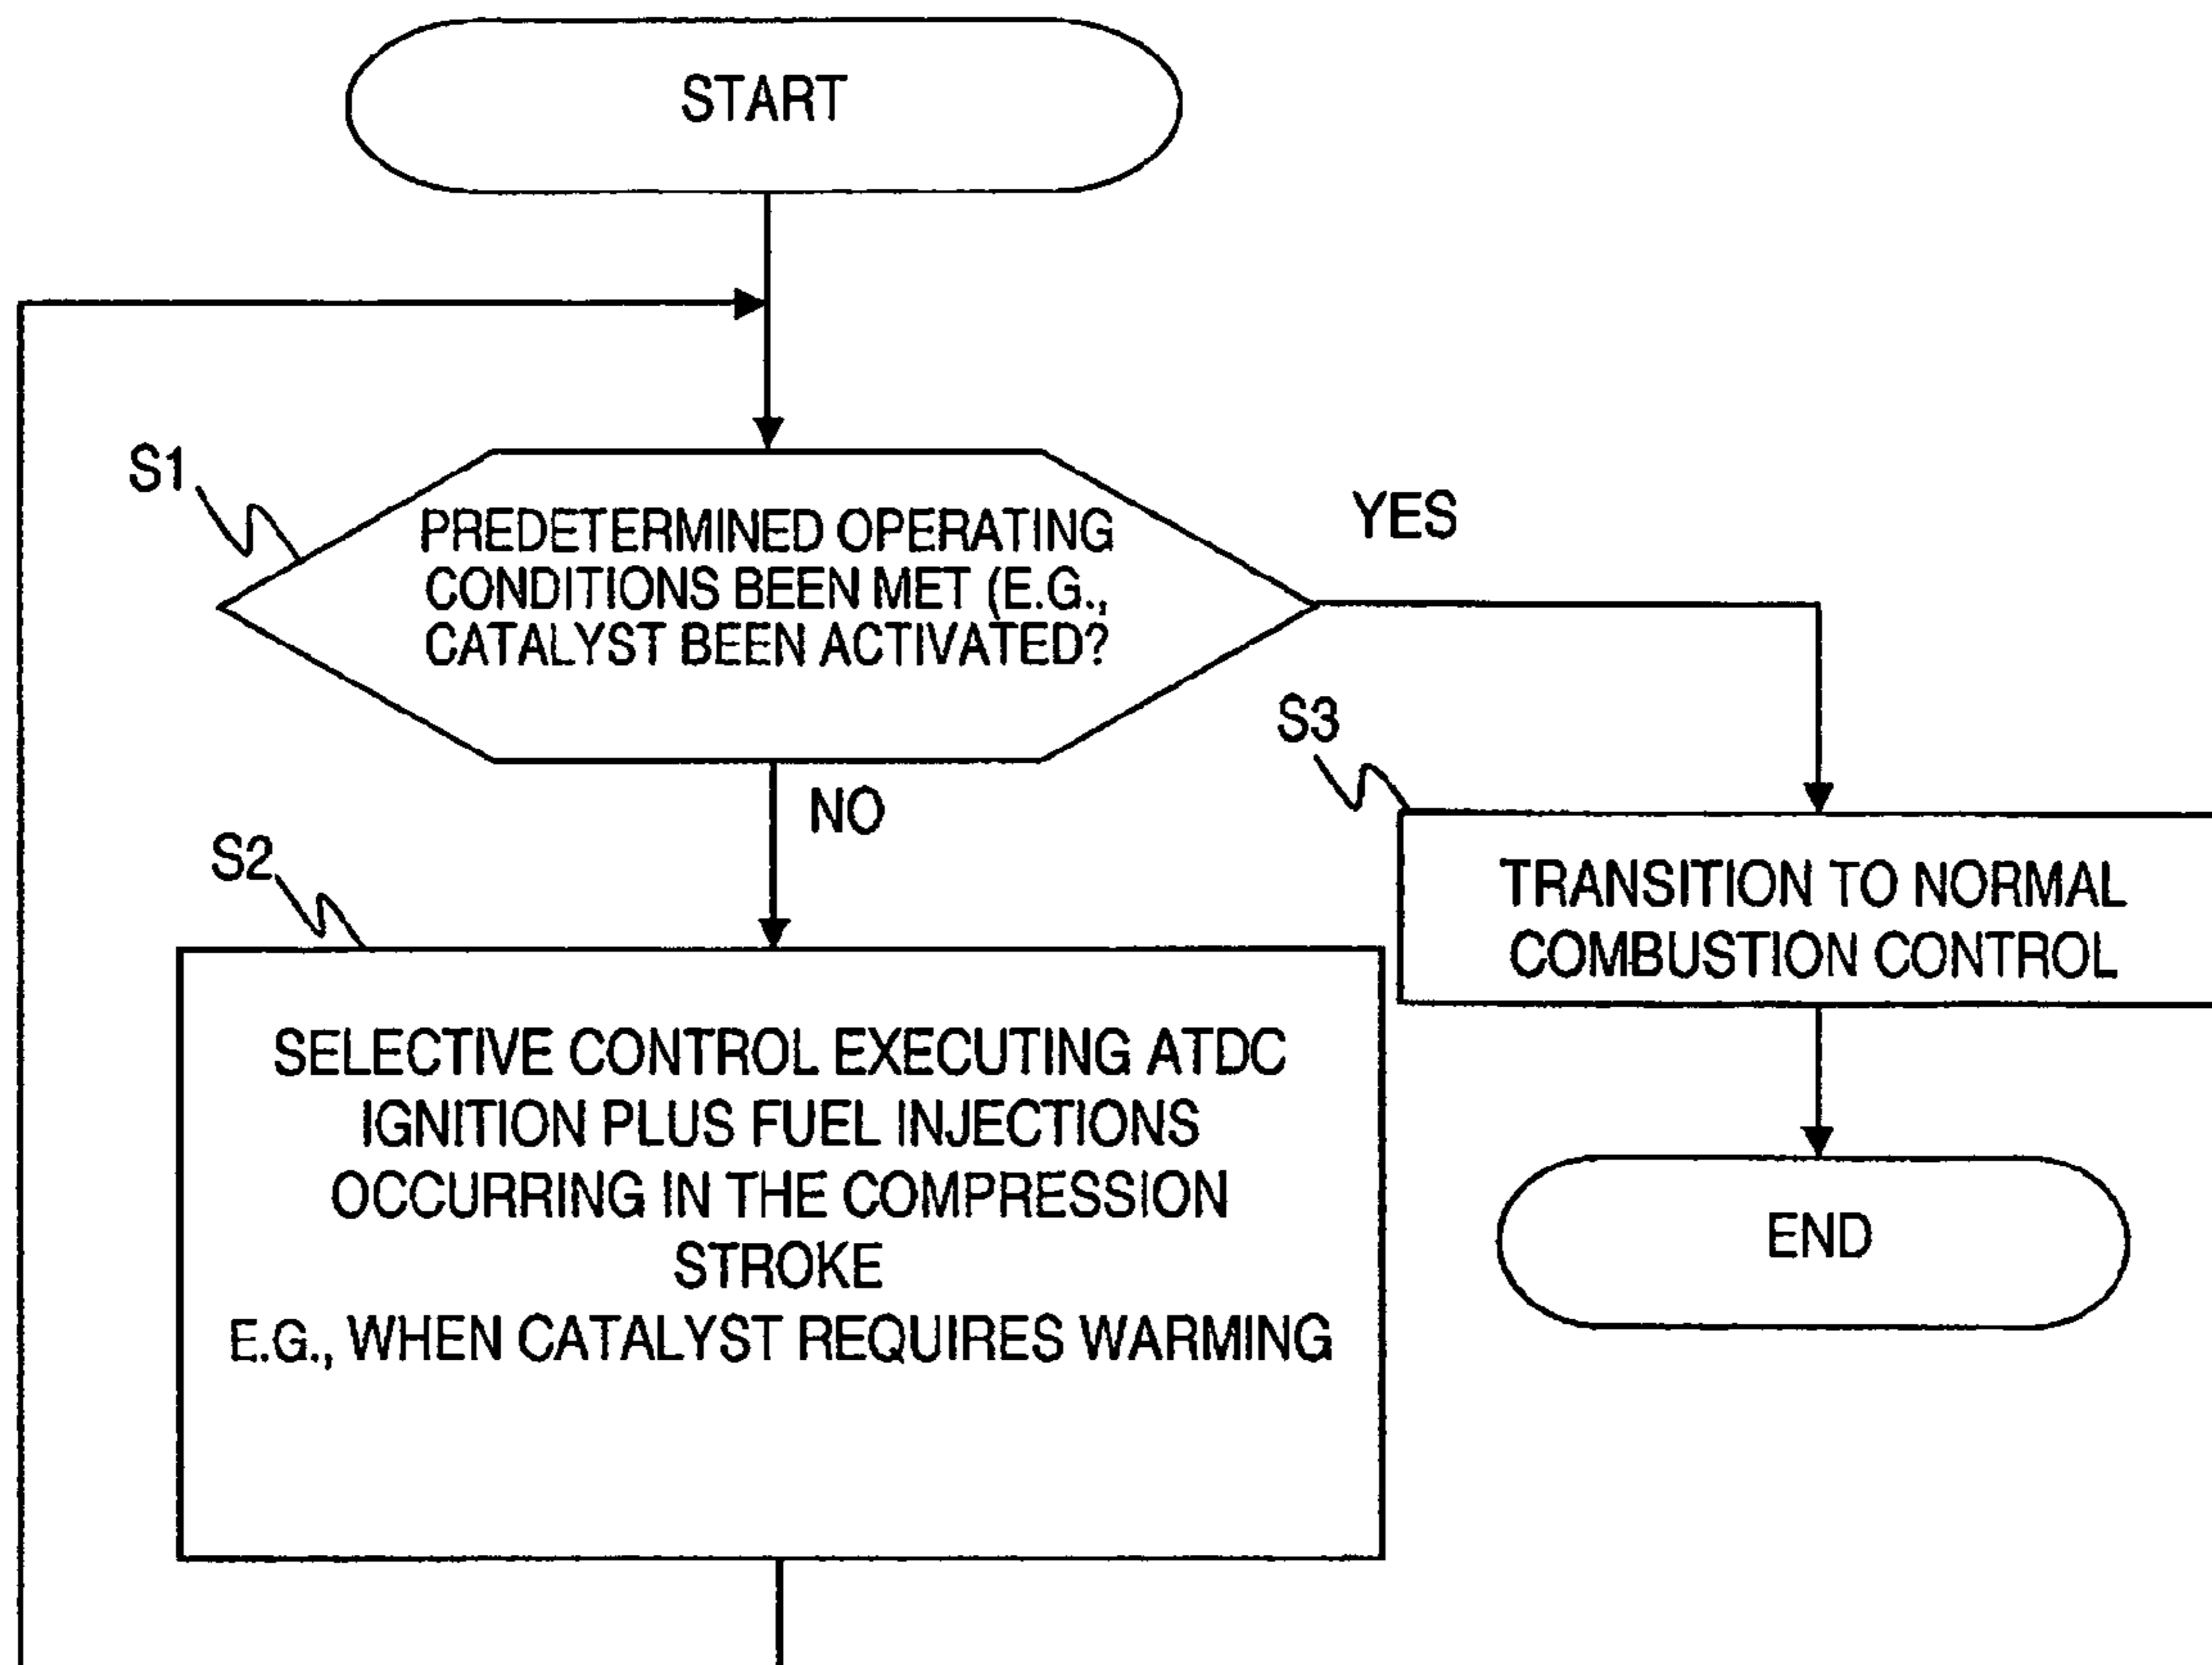 START
S1
PREDETERMINED OPERATING
CONDITIONS BEEN MET (E.G.,
CATALYST BEEN ACTIVATED?
YES
NO
S2
SELECTIVE CONTROL EXECUTING ATDC
IGNITION PLUS FUEL INJECTIONS
OCCURRING IN THE COMPRESSION
STROKE
E.G., WHEN CATALYST REQUIRES WARMING
S3
TRANSITION TO NORMAL
COMBUSTION CONTROL
END